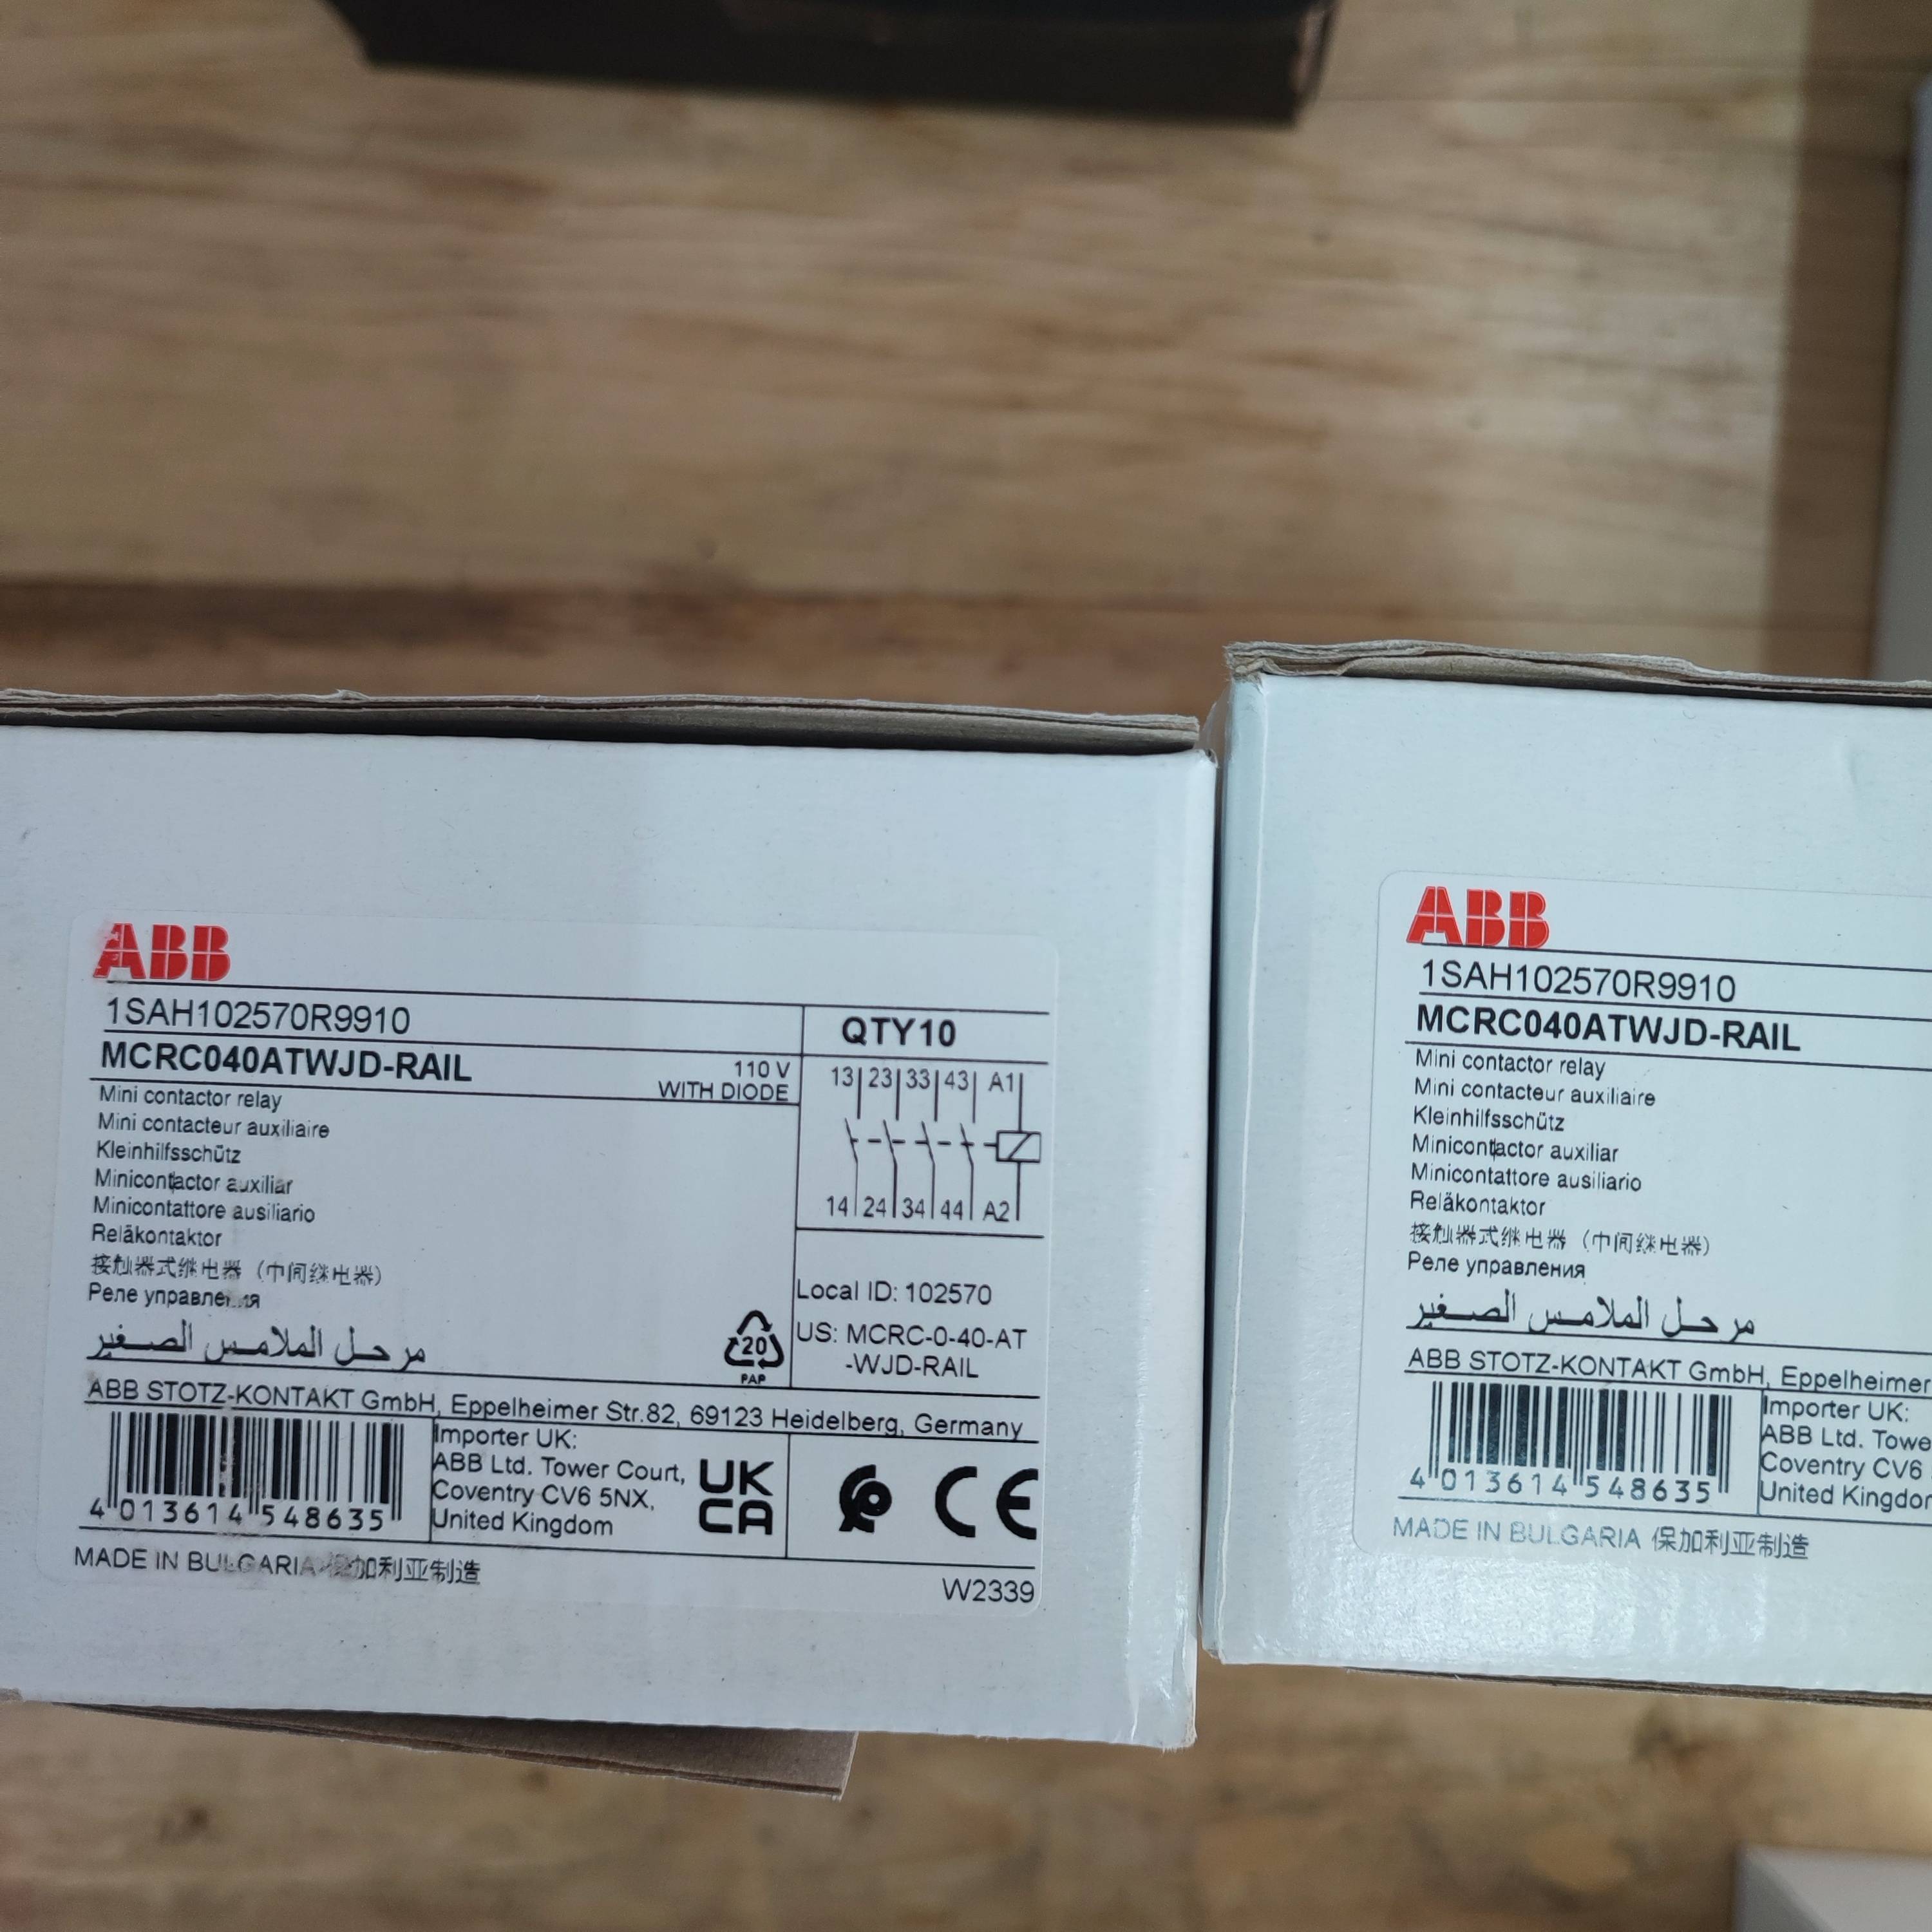 ABB
1SAH102570R9910
MCRC040ATWJD-RAIL
110 V
WITH DIODE
Mini contactor relay
Mini contacteur auxiliaire
Kleinhilfsschütz
Minicontactor auxiliar
Minicontattore ausiliario
Reläkontaktor
接触器式继电器（中间继电器）
Реле управления
مرحل الملامس الصغير
QTY10
13 23 33 43 A1
14 24 34 44 A2
Local ID: 102570
US: MCRC-0-40-AT
-WJD-RAIL
20
PAP
ABB STOTZ-KONTAKT GmbH, Eppelheimer Str.82, 69123 Heidelberg, Germany
4 013614 548635
Importer UK:
ABB Ltd. Tower Court,
Coventry CV6 5NX,
United Kingdom
UK
CA
CE
MADE IN BULGARIA 保加利亚制造
W2339
ABB
1SAH102570R9910
MCRC040ATWJD-RAIL
Mini contactor relay
Mini contacteur auxiliaire
Kleinhilfsschütz
Minicontactor auxiliar
Minicontattore ausiliario
Reläkontaktor
接触器式继电器（中间继电器）
Реле управления
مرحل الملامس الصغير
ABB STOTZ-KONTAKT GmbH, Eppelheimer
4 013614 548635
Importer UK:
ABB Ltd.
Coventry CV6
United
MADE IN BULGARIA 保加利亚制造